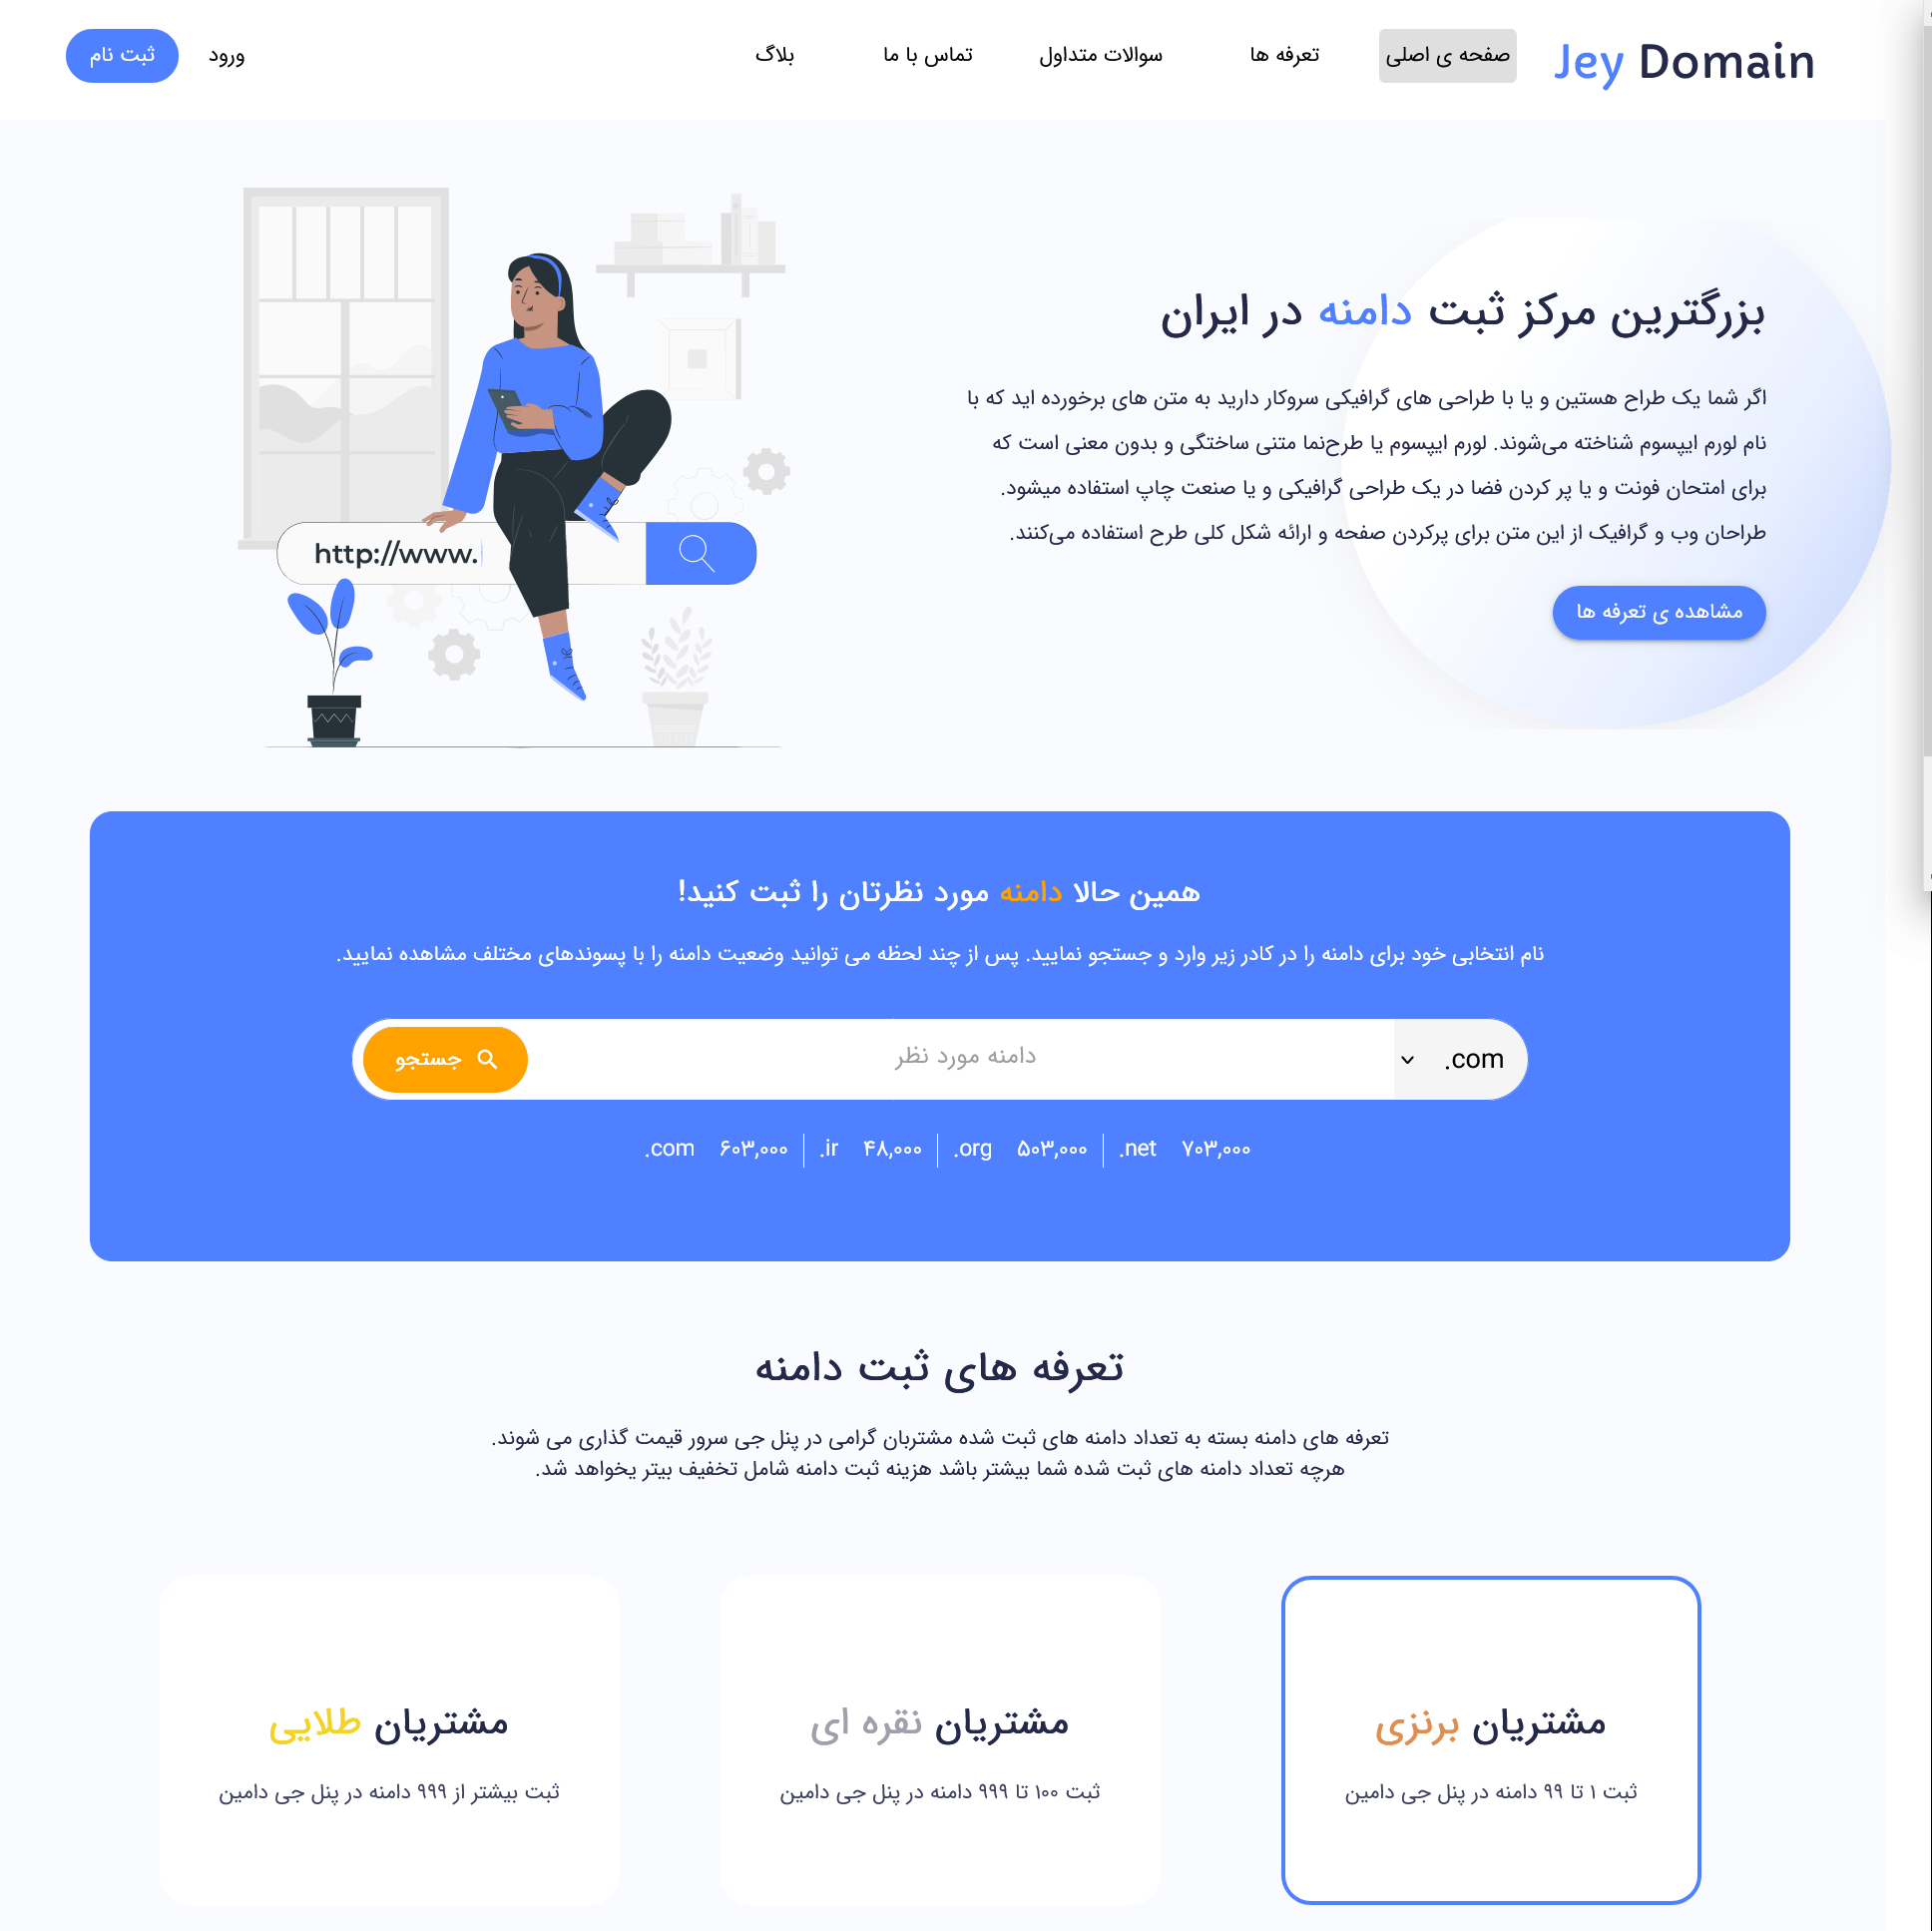 Jey Domain
صفحه ی اصلی
تعرفه ها
سوالات متداول
تماس با ما
بلاگ
ورود
ثبت نام
بزرگترین مرکز ثبت دامنه در ایران
اگر شما یک طراح هستین و یا با طراحی های گرافیکی سروکار دارید به متن های برخورده اید که با
نام لورم ایپسوم شناخته می‌شوند. لورم ایپسوم یا طرح‌نما متنی ساختگی و بدون معنی است که
برای امتحان فونت و یا پر کردن فضا در یک طراحی گرافیکی و یا صنعت چاپ استفاده میشود.
طراحان وب و گرافیک از این متن برای پرکردن صفحه و ارائه شکل کلی طرح استفاده می‌کنند.
مشاهده ی تعرفه ها
http://www.
همین حالا دامنه مورد نظرتان را ثبت کنید!
نام انتخابی خود برای دامنه را در کادر زیر وارد و جستجو نمایید. پس از چند لحظه می توانید وضعیت دامنه را با پسوندهای مختلف مشاهده نمایید.
.com
دامنه مورد نظر
جستجو
.com ۶۰۳,۰۰۰ .ir ۴۸,۰۰۰ .org ۵۰۳,۰۰۰ .net ۷۰۳,۰۰۰
تعرفه های ثبت دامنه
تعرفه های دامنه بسته به تعداد دامنه های ثبت شده مشتربان گرامی در پنل جی سرور قیمت گذاری می شوند.
هرچه تعداد دامنه های ثبت شده شما بیشتر باشد هزینه ثبت دامنه شامل تخفیف بیتر یخواهد شد.
مشتریان برنزی
ثبت ۱ تا ۹۹ دامنه در پنل جی دامین
مشتریان نقره ای
ثبت ۱۰۰ تا ۹۹۹ دامنه در پنل جی دامین
مشتریان طلایی
ثبت بیشتر از ۹۹۹ دامنه در پنل جی دامین